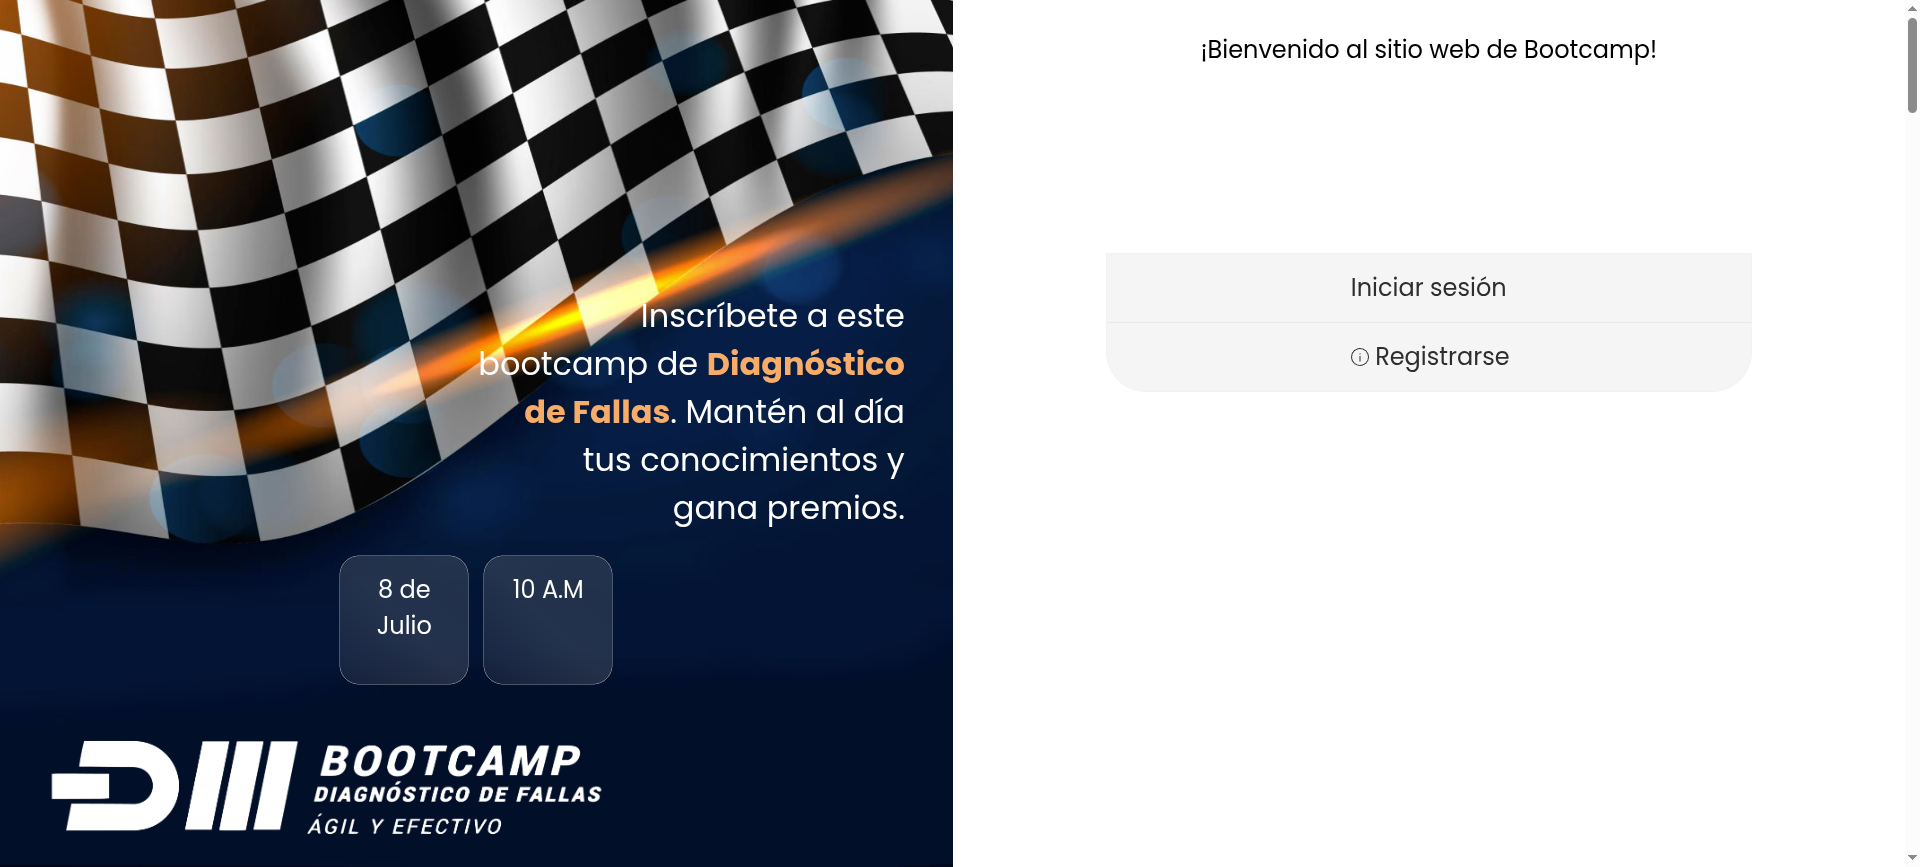 Inscríbete a este
bootcamp de Diagnóstico
de Fallas. Mantén al día
tus conocimientos y
gana premios.
8 de
Julio
10 A.M
BOOTCAMP
DIAGNÓSTICO DE FALLAS
ÁGIL Y EFECTIVO
¡Bienvenido al sitio web de Bootcamp!
Iniciar sesión
Registrarse